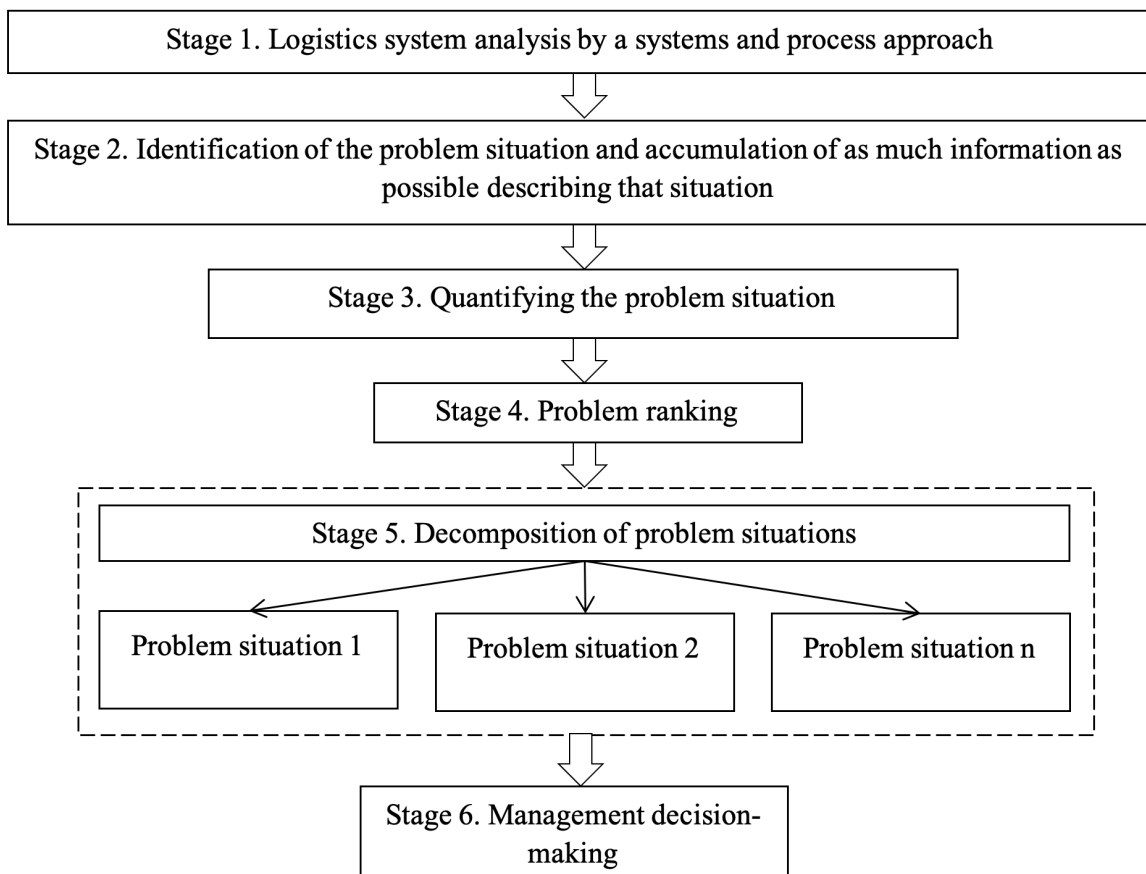 Stage 1. Logistics system analysis by a systems and process approach
Stage 2. Identification of the problem situation and accumulation of as much information as
possible describing that situation
Stage 3. Quantifying the problem situation
Stage 4. Problem ranking
Stage 5. Decomposition of problem situations
Problem situation 1
Problem situation 2
Problem situation n
Stage 6. Management decision-
making